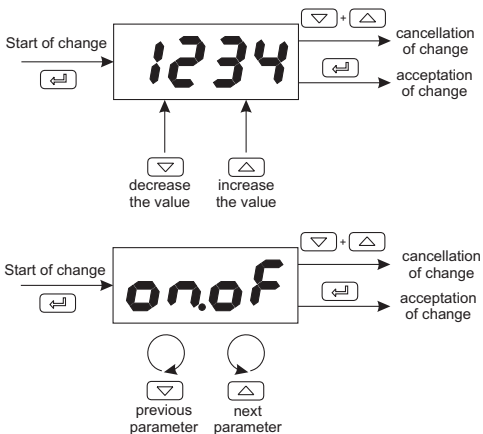 Start of change
1234
+
cancellation
of change
acceptation
of change
decrease
the value
increase
the value
Start of change
on.oF
+
cancellation
of change
acceptation
of change
previous
parameter
next
parameter